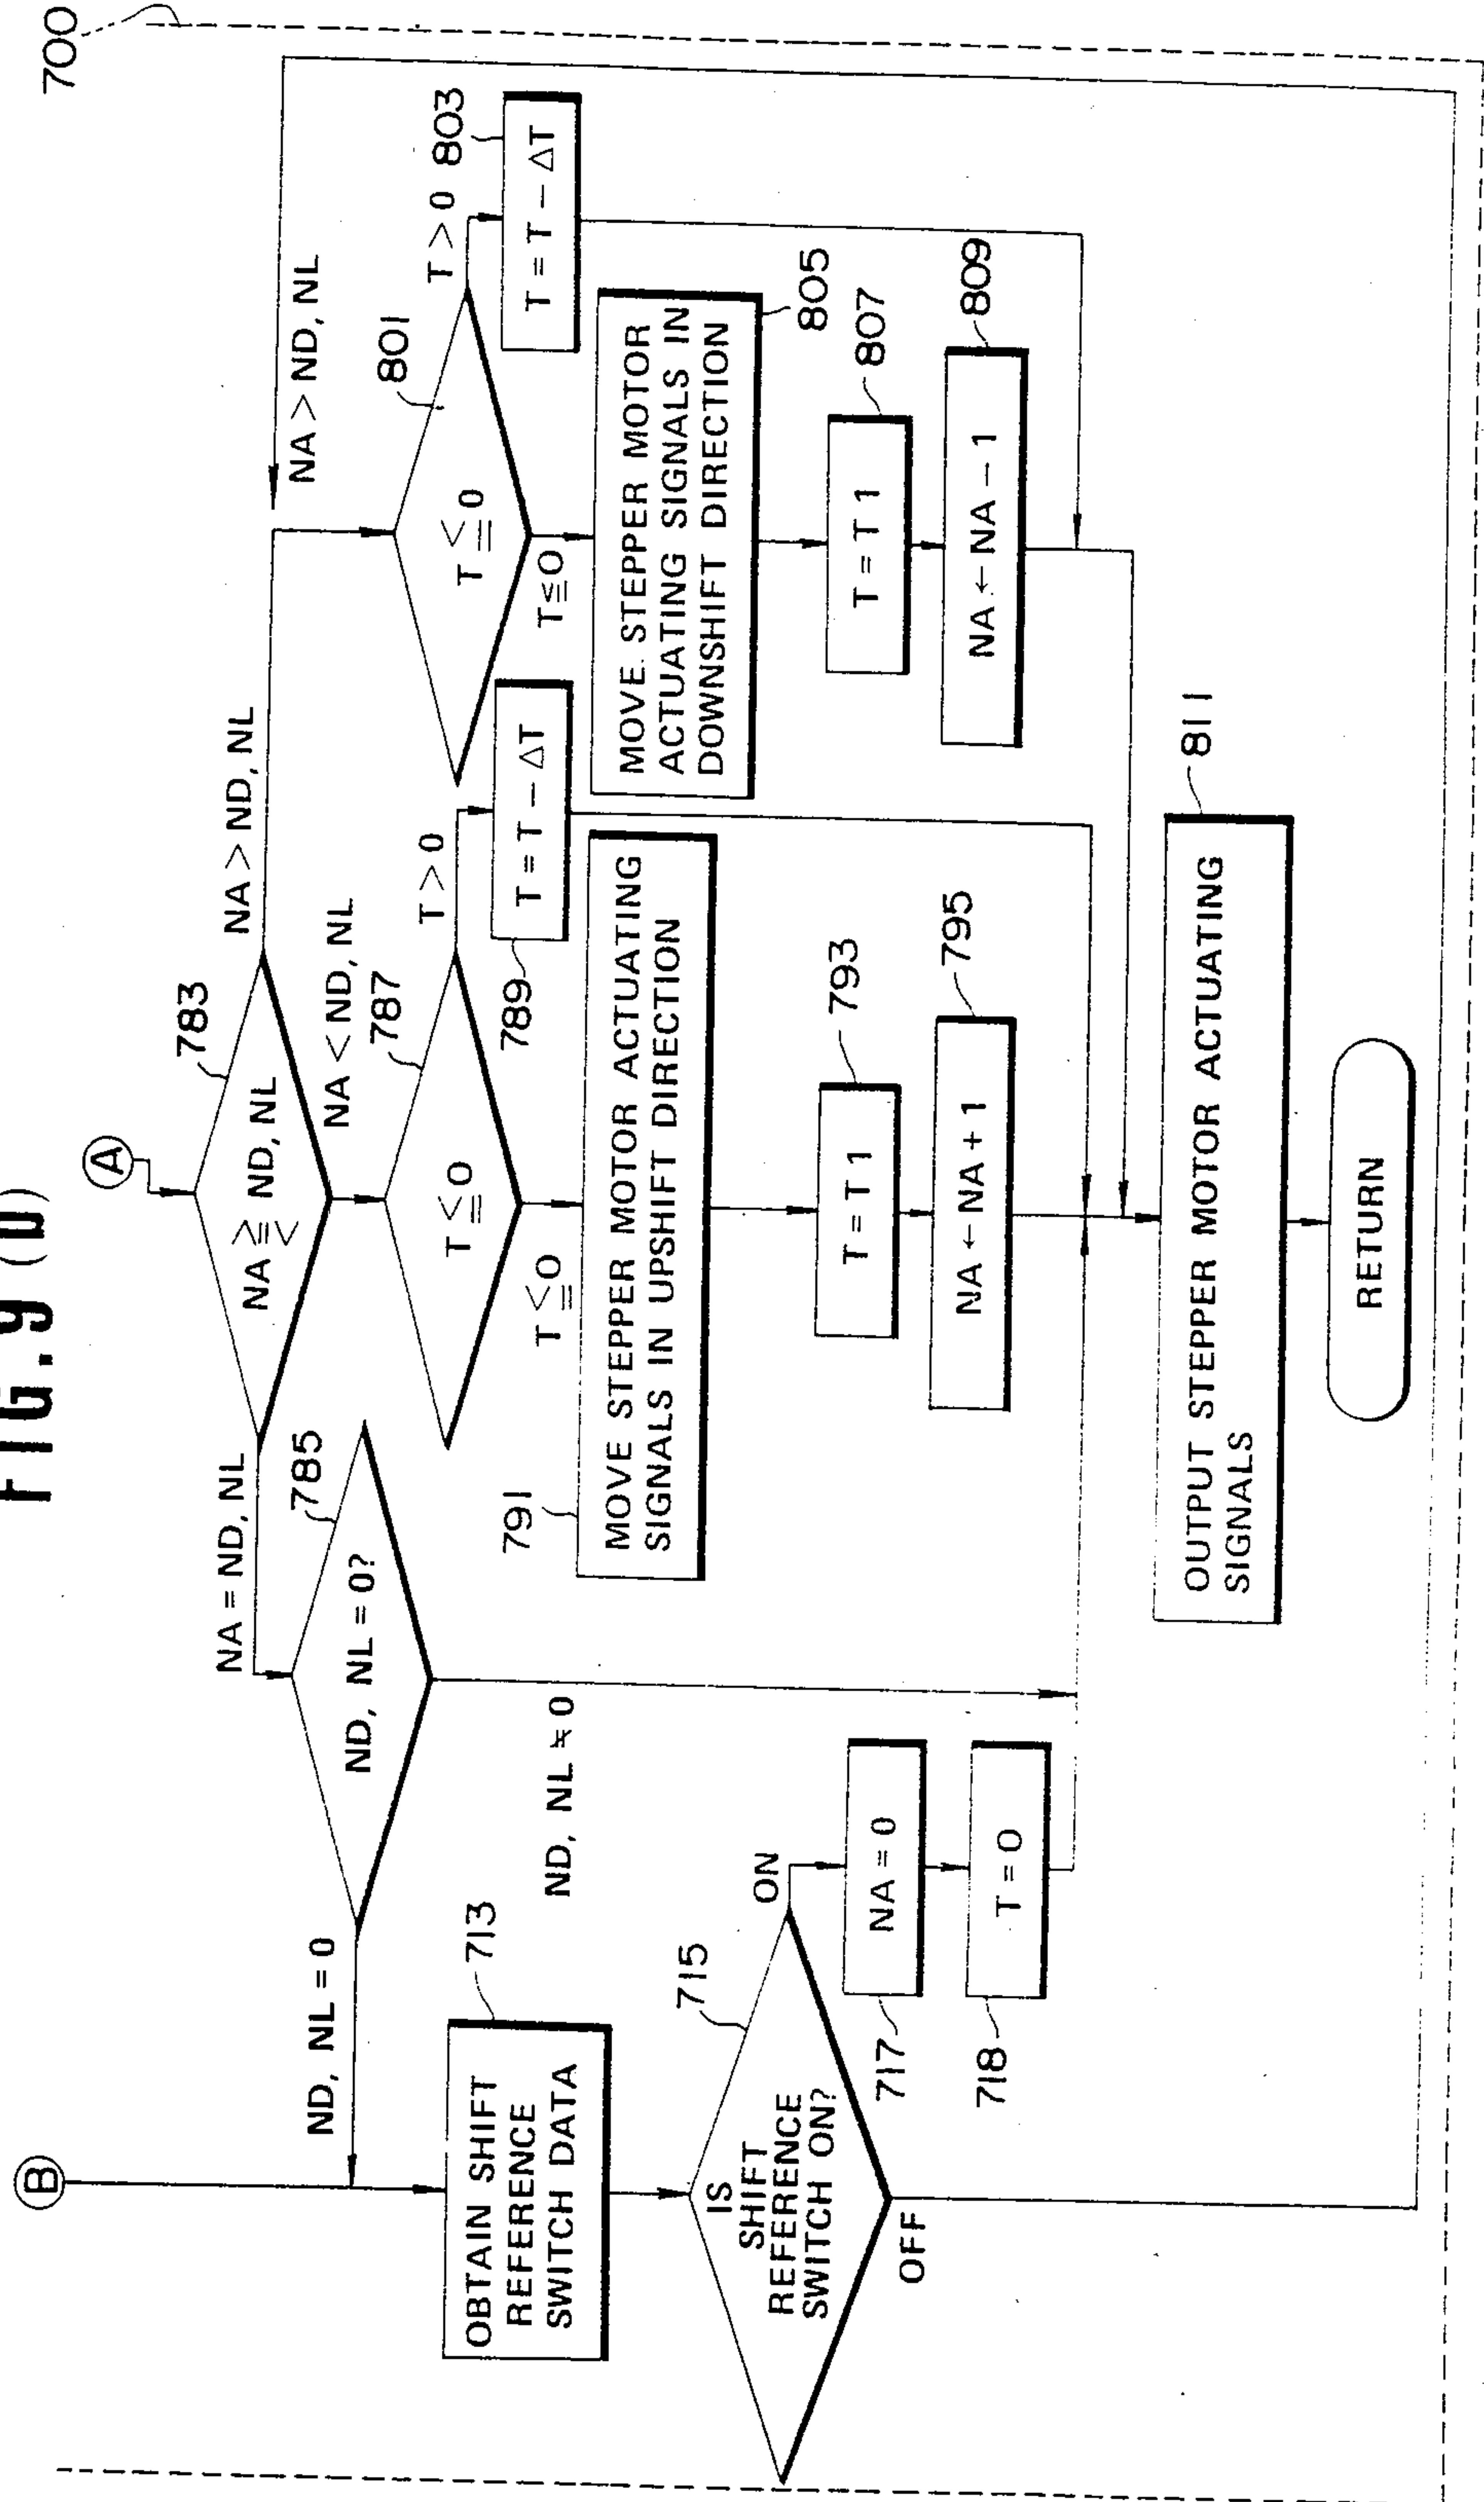 FIG. 9 (D)
700
A
783
NA ≧< ND, NL
NA = ND, NL
NA > ND, NL
NA > ND, NL
NA < ND, NL
785
ND, NL = 0?
ND, NL = 0
ND, NL ≠ 0
B
713
OBTAIN SHIFT
REFERENCE
SWITCH DATA
715
IS
SHIFT
REFERENCE
SWITCH ON?
ON
OFF
717
NA = 0
718
T = 0
787
T ≦ 0
T > 0
T ≦ 0
789
T = T − ΔT
791
MOVE STEPPER MOTOR ACTUATING
SIGNALS IN UPSHIFT DIRECTION
793
T = T1
795
NA ← NA + 1
801
T ≦ 0
T > 0
T ≦ 0
803
T = T − ΔT
805
MOVE STEPPER MOTOR
ACTUATING SIGNALS IN
DOWNSHIFT DIRECTION
807
T = T1
809
NA ← NA − 1
811
OUTPUT STEPPER MOTOR ACTUATING
SIGNALS
RETURN